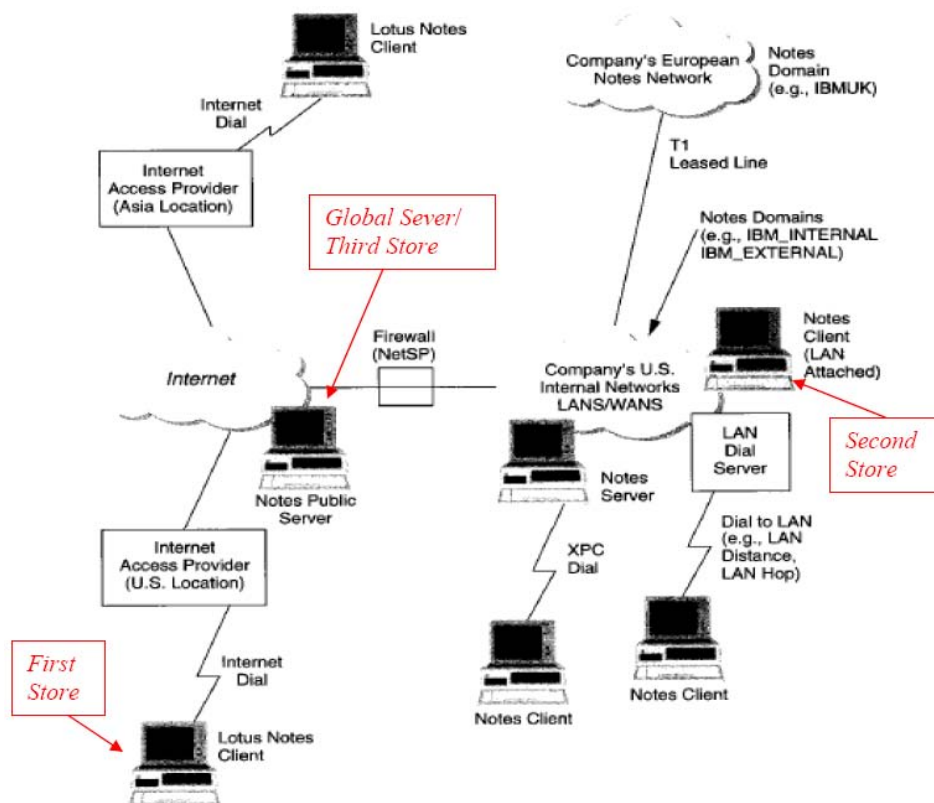 Lotus Notes
Client
Internet
Dial
Internet
Access Provider
(Asia Location)
Global Sever/
Third Store
Company's European
Notes Network
Notes
Domain
(e.g., IBMUK)
T1
Leased Line
Notes Domains
(e.g., IBM_INTERNAL
IBM_EXTERNAL)
Internet
Firewall
(NetSP)
Company's U.S.
Internal Networks
LANS/WANS
Notes
Client
(LAN
Attached)
Second
Store
Notes Public
Server
Notes
Server
LAN
Dial
Server
Internet
Access Provider
(U.S. Location)
XPC
Dial
Dial to LAN
(e.g., LAN
Distance,
LAN Hop)
First
Store
Internet
Dial
Notes Client
Notes Client
Lotus Notes
Client